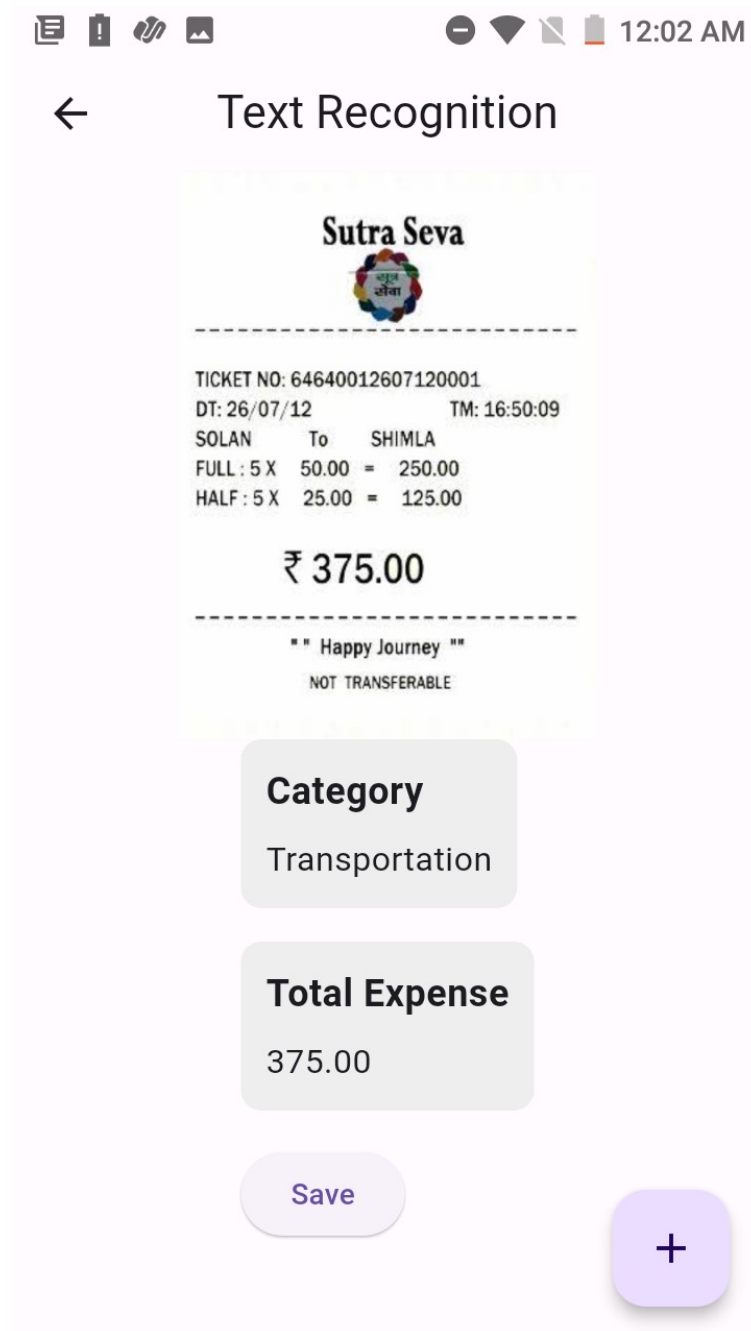 12:02 AM
Text Recognition
Sutra Seva
सूत्र
सेवा
TICKET NO: 64640012607120001
DT: 26/07/12 TM: 16:50:09
SOLAN To SHIMLA
FULL : 5 X 50.00 = 250.00
HALF : 5 X 25.00 = 125.00
₹ 375.00
" " Happy Journey ""
NOT TRANSFERABLE
Category
Transportation
Total Expense
375.00
Save